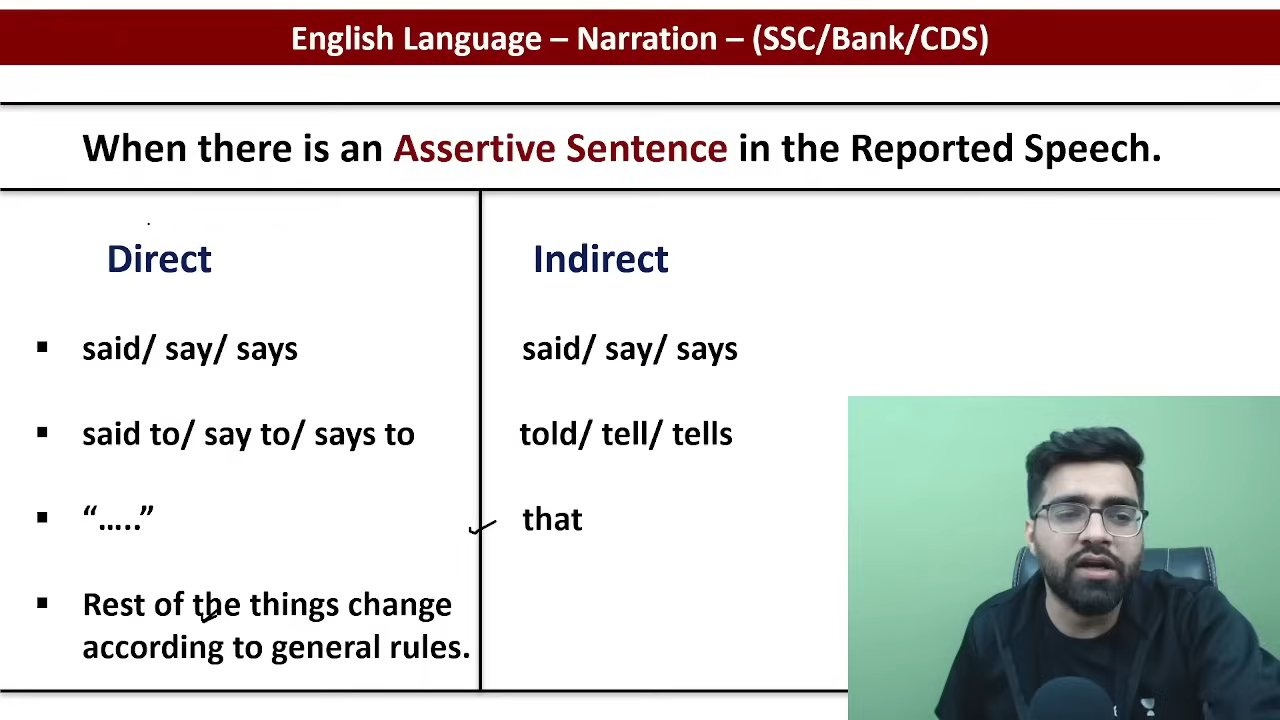 English Language – Narration – (SSC/Bank/CDS)
When there is an Assertive Sentence in the Reported Speech.
Direct
Indirect
▪ said/ say/ says
said/ say/ says
▪ said to/ say to/ says to
told/ tell/ tells
▪ “…..”
that
▪ Rest of the things change
according to general rules.